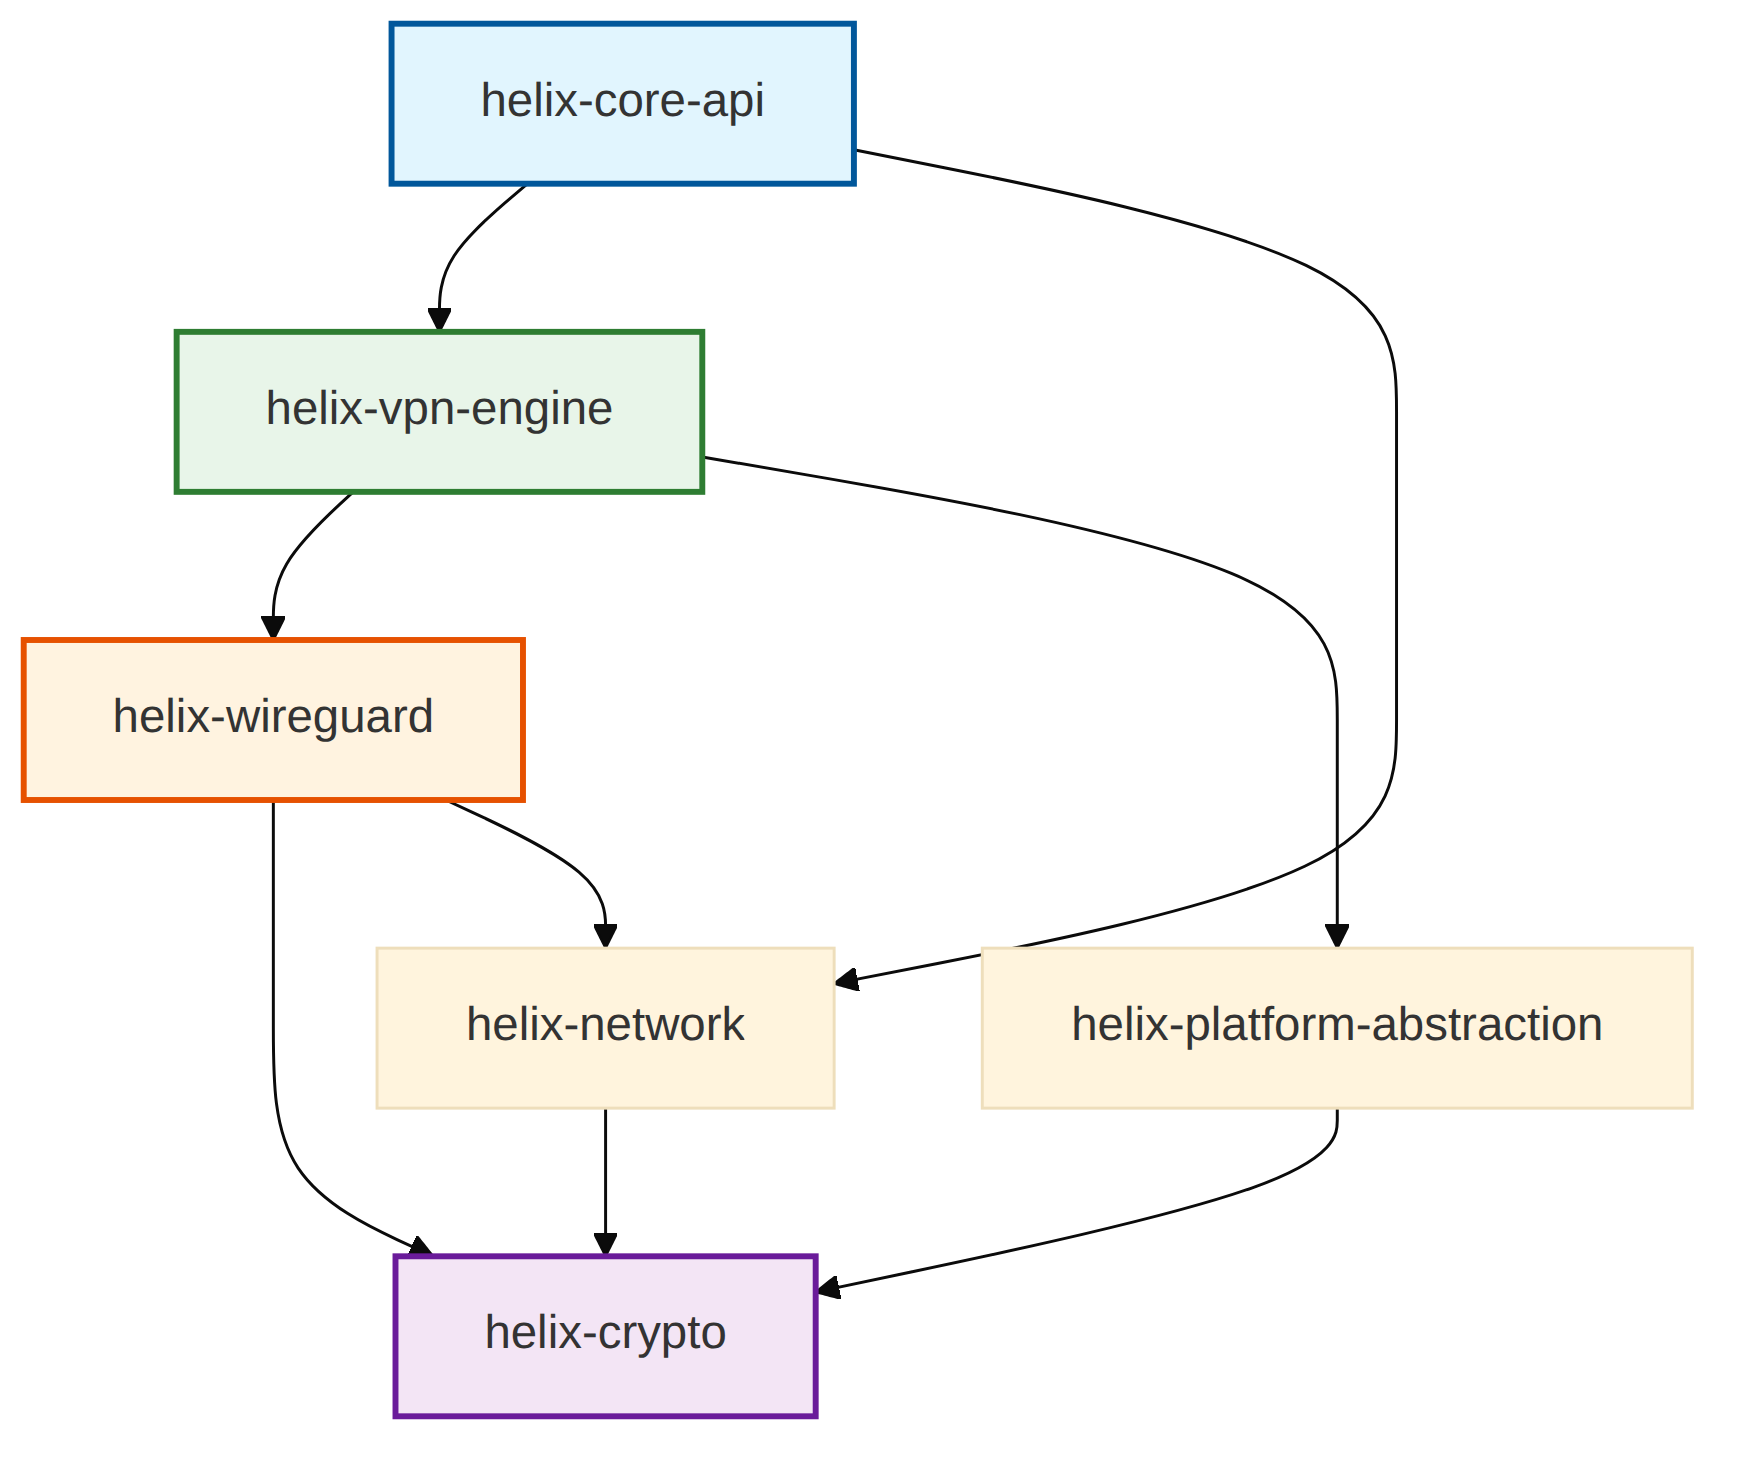 helix-core-api
helix-vpn-engine
helix-wireguard
helix-network
helix-platform-abstraction
helix-crypto